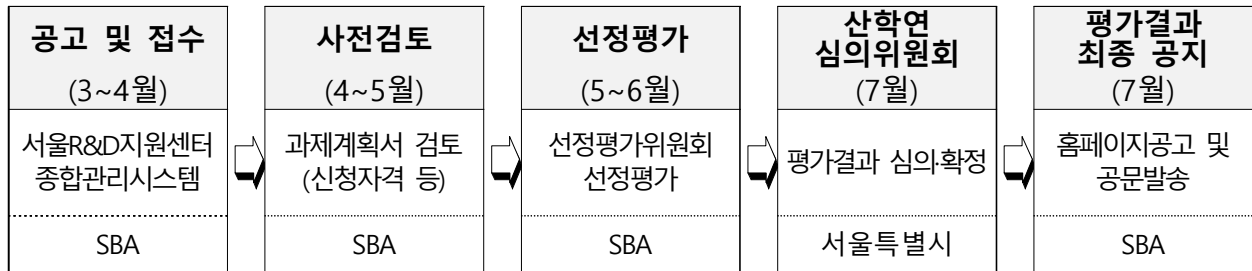 공고 및 접수
(3~4월)
서울R&D지원센터
종합관리시스템
SBA
사전검토
(4~5월)
과제계획서 검토
(신청자격 등)
SBA
선정평가
(5~6월)
선정평가위원회
선정평가
SBA
산학연
심의위원회
(7월)
평가결과 심의·확정
서울특별시
평가결과
최종 공지
(7월)
홈페이지공고 및
공문발송
SBA